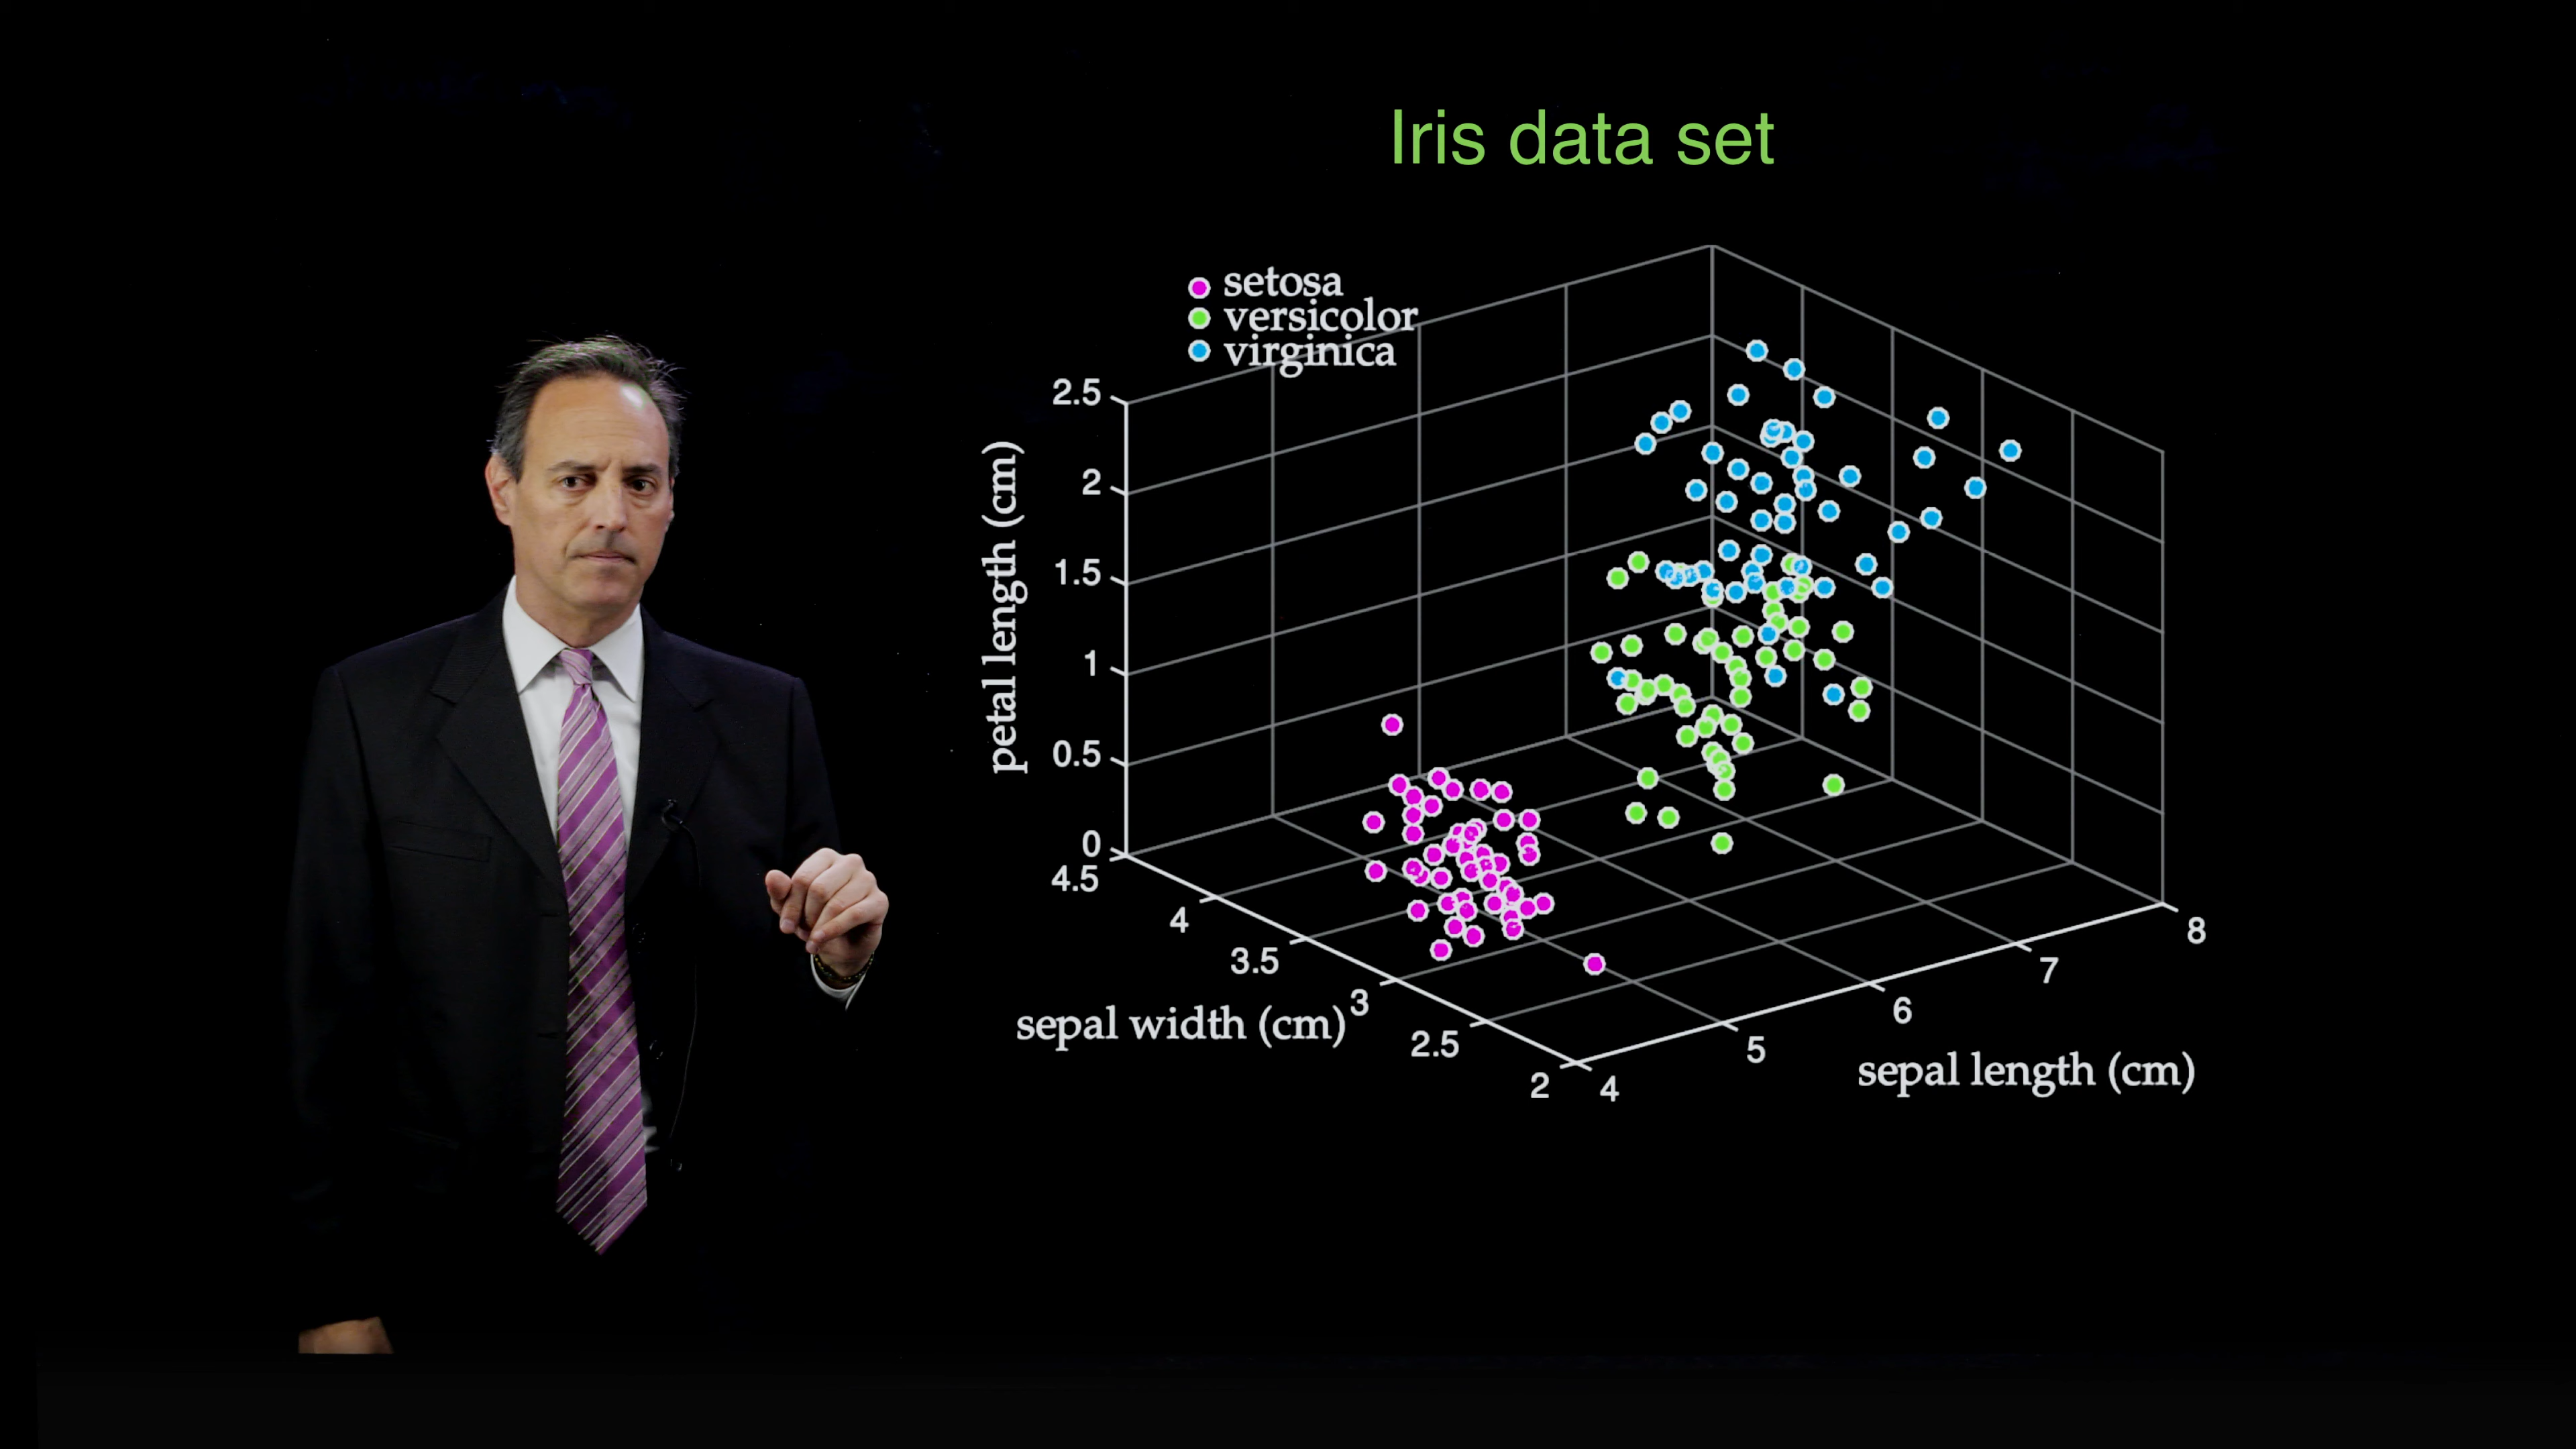 Iris data set
setosa
versicolor
virginica
petal length (cm)
2.5
2
1.5
1
0.5
0
4.5
4
3.5
3
2.5
2
sepal width (cm)
4
5
6
7
8
sepal length (cm)